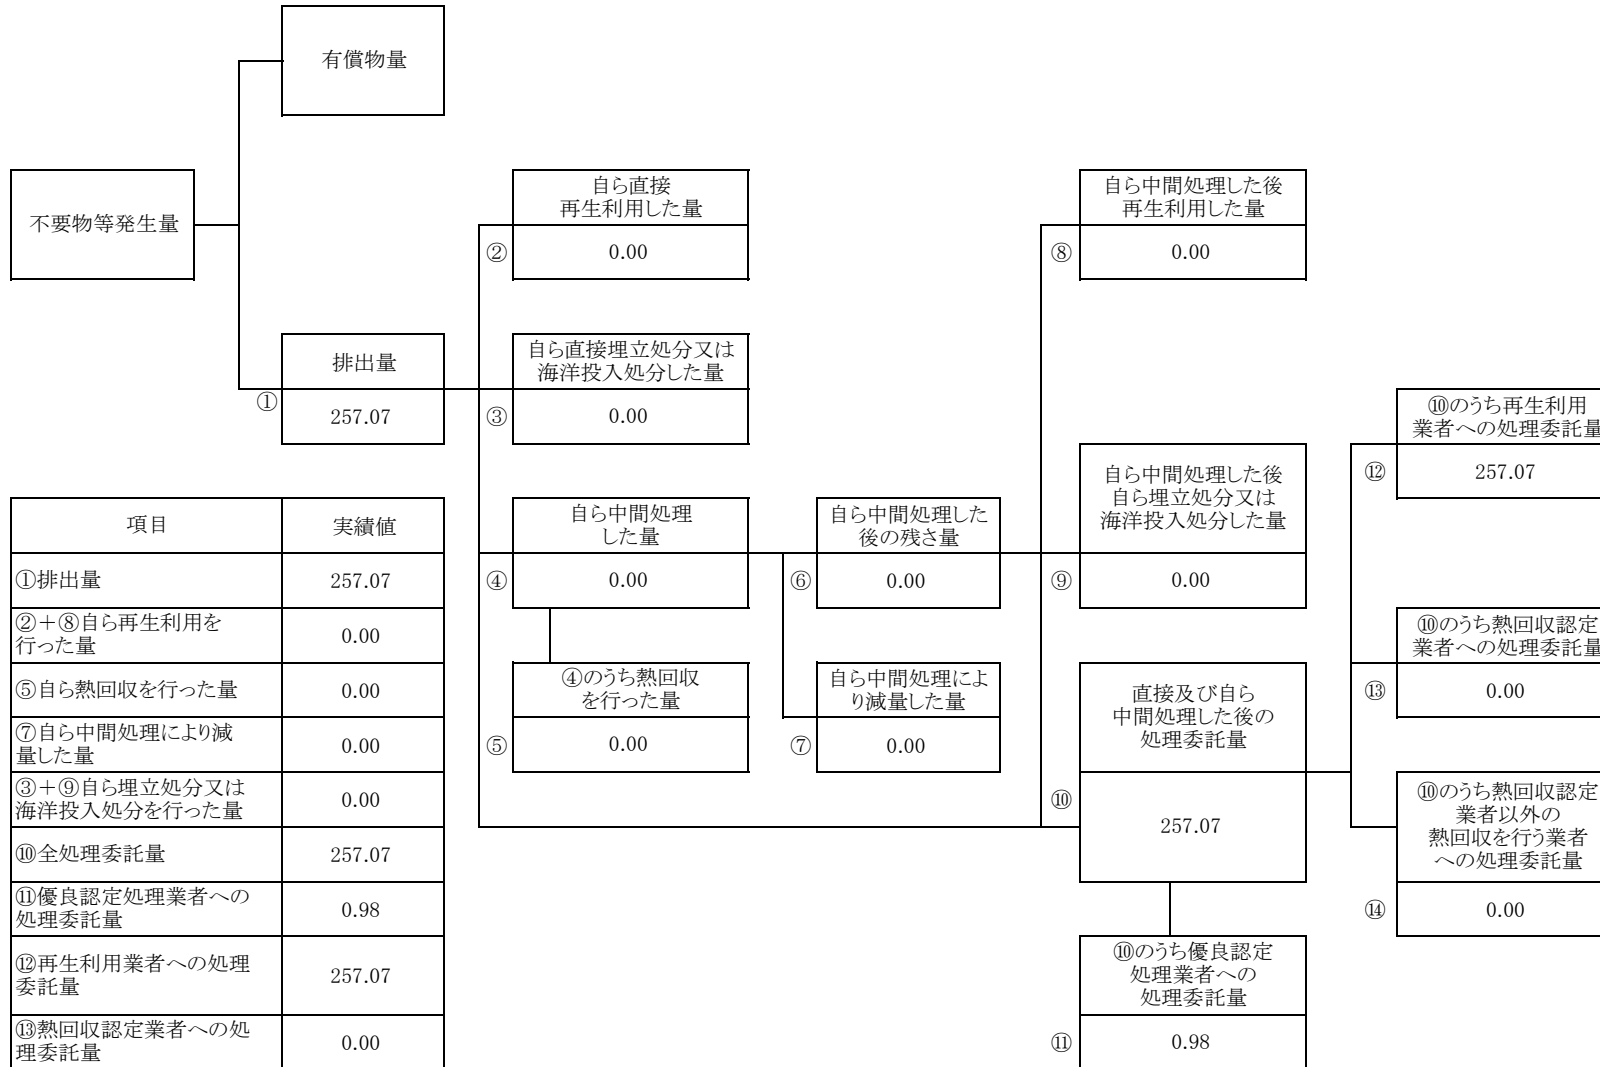 有償物量
不要物等発生量
自ら直接
再生利用した量
②
0.00
自ら中間処理した後
再生利用した量
⑧
0.00
排出量
①
257.07
自ら直接埋立処分又は
海洋投入処分した量
③
0.00
⑩のうち再生利用
業者への処理委託量
⑫
257.07
自ら中間処理
した量
④
0.00
自ら中間処理した
後の残さ量
⑥
0.00
自ら中間処理した後
自ら埋立処分又は
海洋投入処分した量
⑨
0.00
④のうち熱回収
を行った量
⑤
0.00
自ら中間処理によ
り減量した量
⑦
0.00
直接及び自ら
中間処理した後の
処理委託量
⑩
257.07
⑩のうち熱回収認定
業者への処理委託量
⑬
0.00
⑩のうち熱回収認定
業者以外の
熱回収を行う業者
への処理委託量
⑭
0.00
⑩のうち優良認定
処理業者への
処理委託量
⑪
0.98
項目 実績値
①排出量 257.07
②+⑧自ら再生利用を
行った量 0.00
⑤自ら熱回収を行った量 0.00
⑦自ら中間処理により減
量した量 0.00
③+⑨自ら埋立処分又は
海洋投入処分を行った量 0.00
⑩全処理委託量 257.07
⑪優良認定処理業者への
処理委託量 0.98
⑫再生利用業者への処理
委託量 257.07
⑬熱回収認定業者への処
理委託量 0.00